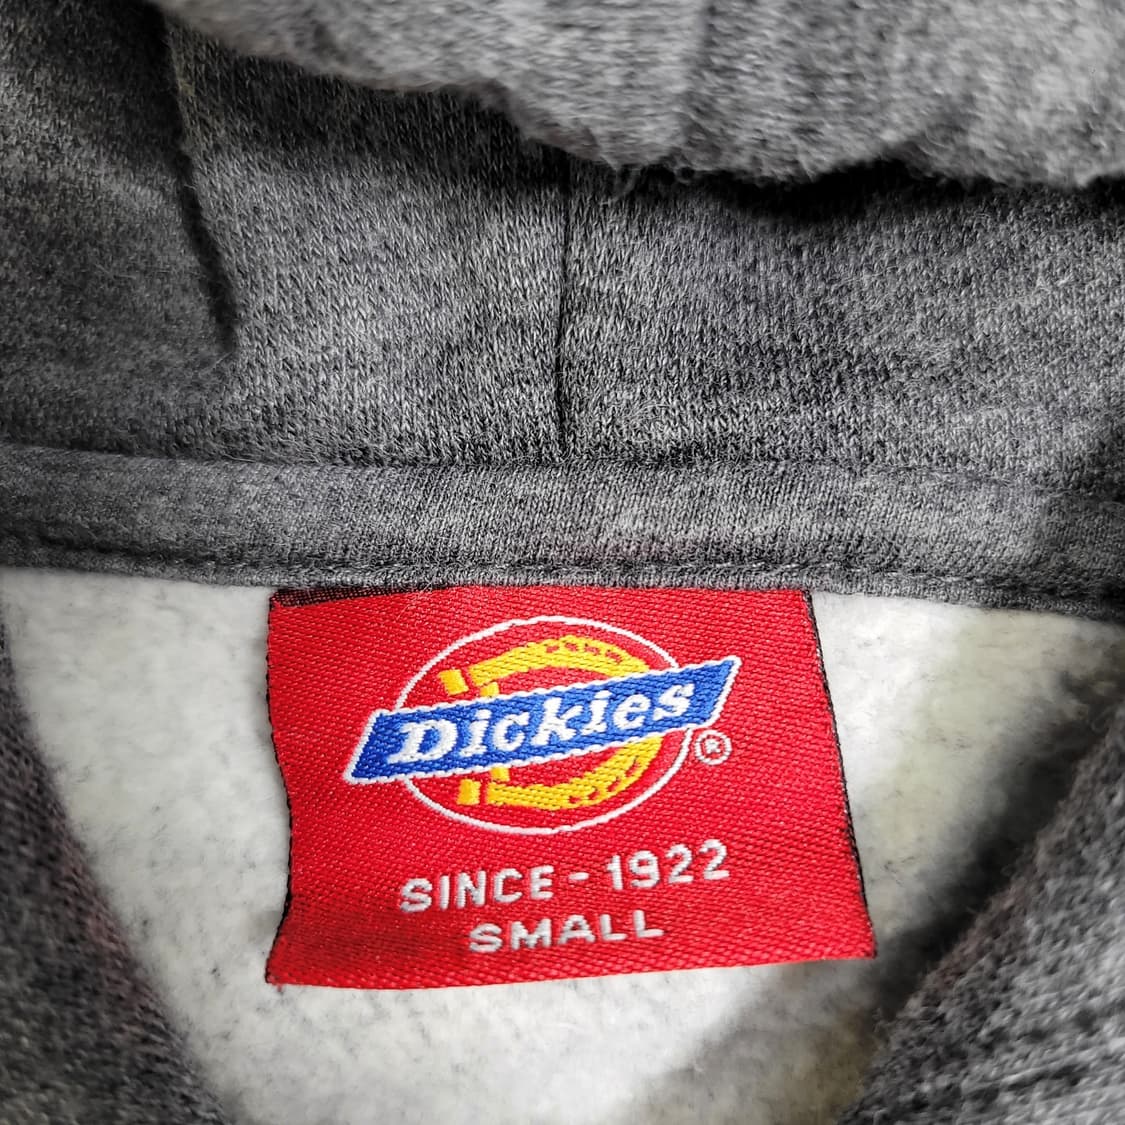 Dickies
®
SINCE - 1922
SMALL